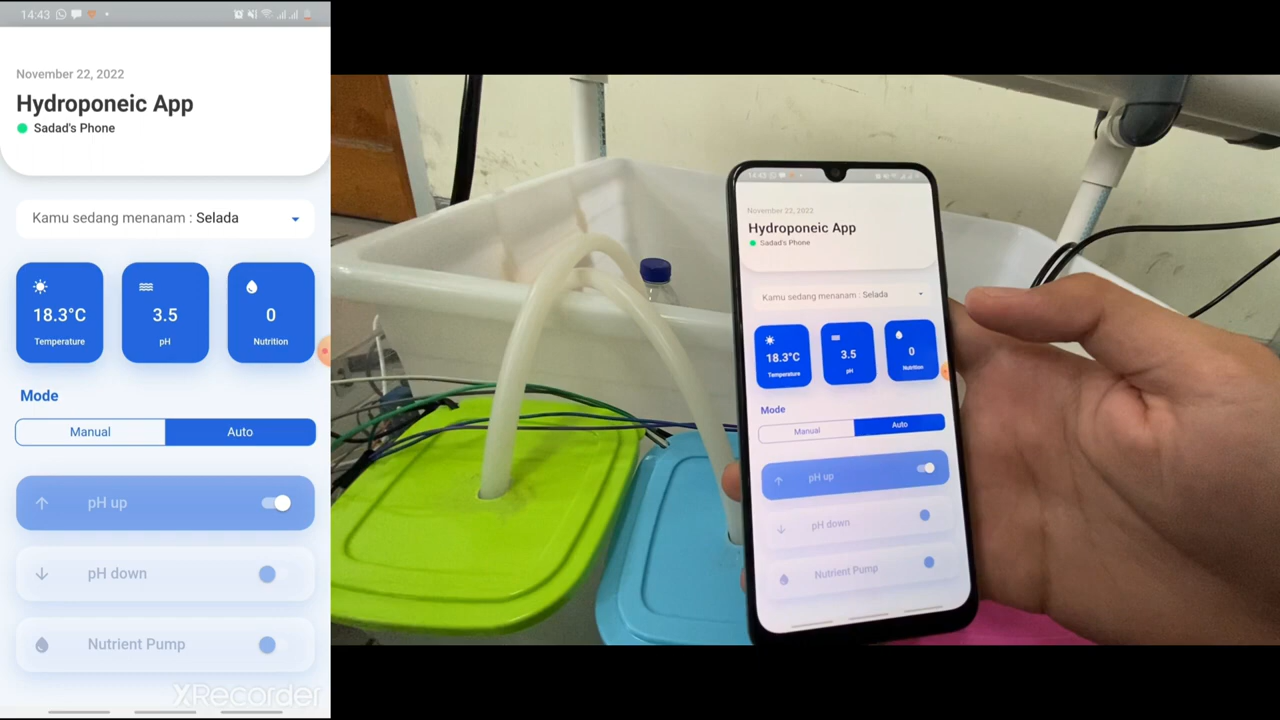 14:43
November 22, 2022
Hydroponeic App
Sadad's Phone
Kamu sedang menanam : Selada
18.3°C
3.5
0
Temperature
pH
Nutrition
Mode
Manual
Auto
pH up
pH down
Nutrient Pump
XRecorder
14:43
November 22, 2022
Hydroponeic App
Sadad's Phone
Kamu sedang menanam : Selada
18.3°C
3.5
0
Temperature
pH
Nutrition
Mode
Manual
Auto
pH up
pH down
Nutrient Pump